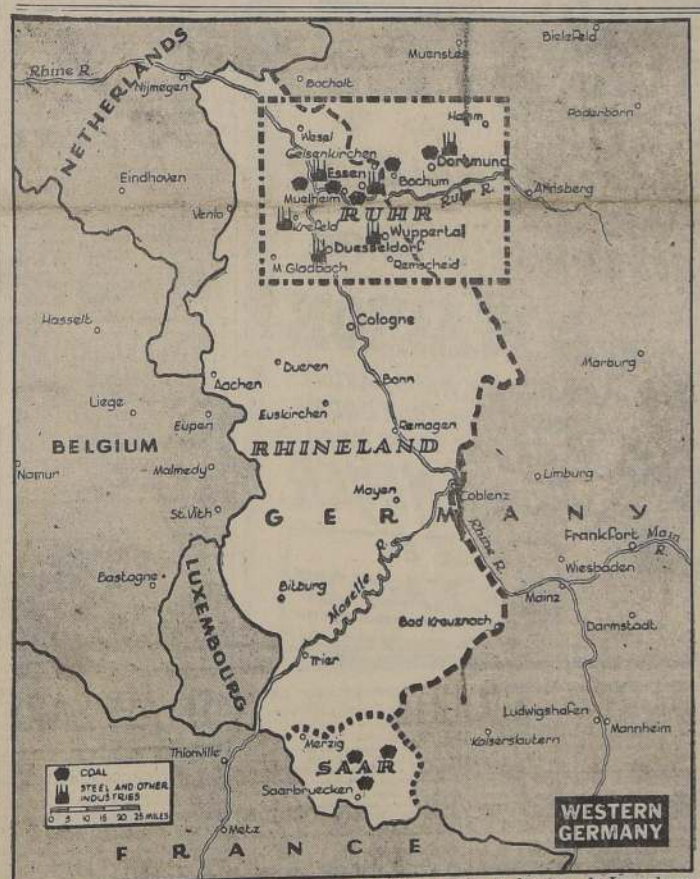 Bielefeld
Muenster
NETHERLANDS
Rhine R.
Nijmegen
Bocholt
Paderborn
Hamm
Wesel
Gelsenkirchen
Dortmund
Essen
Bochum
Eindhoven
Muelheim
Ruhr R.
Arnsberg
Venlo
RUHR
Krefeld
Wuppertal
Duesseldorf
M Gladbach
Remscheid
Hasselt
Cologne
Marburg
Dueren
Aachen
Bonn
Liege
Euskirchen
Eupen
Remagen
BELGIUM
RHINELAND
Namur
Malmedy
Limburg
Mayen
Coblenz
St. Vith
GERMANY
Rhine R.
Frankfort
Main R.
Bastogne
Wiesbaden
LUXEMBOURG
Bitburg
Moselle R.
Mainz
Bad Kreuznach
Darmstadt
Trier
Ludwigshafen
Mannheim
Kaiserslautern
Thionville
Merzig
SAAR
COAL
STEEL AND OTHER
INDUSTRIES
0 5 10 15 20 25 MILES
Saarbruecken
WESTERN
GERMANY
Metz
FRANCE